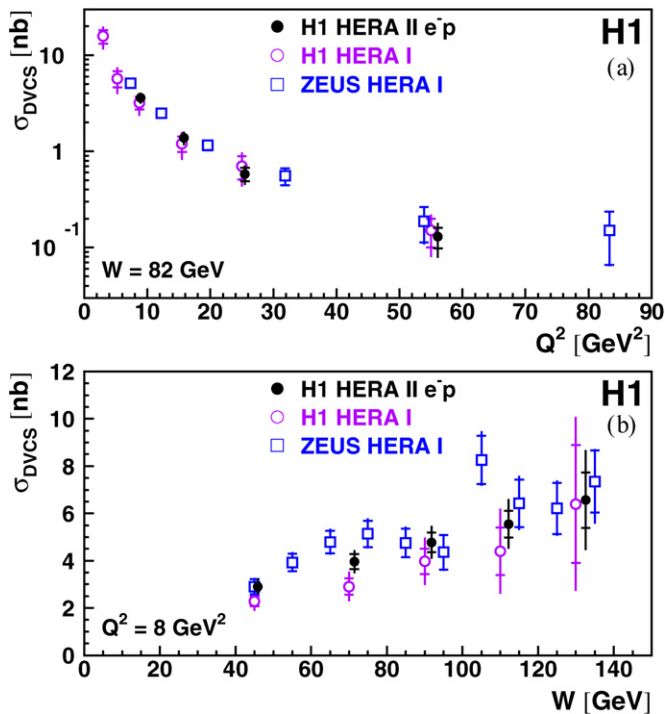 σDVCS [nb]
H1 HERA II e⁻p
H1 HERA I
ZEUS HERA I
H1
(a)
10
1
10⁻¹
W = 82 GeV
0 10 20 30 40 50 60 70 80 90
Q² [GeV²]
σDVCS [nb]
H1 HERA II e⁻p
H1 HERA I
ZEUS HERA I
H1
(b)
12
10
8
6
4
2
0
Q² = 8 GeV²
0 20 40 60 80 100 120 140
W [GeV]